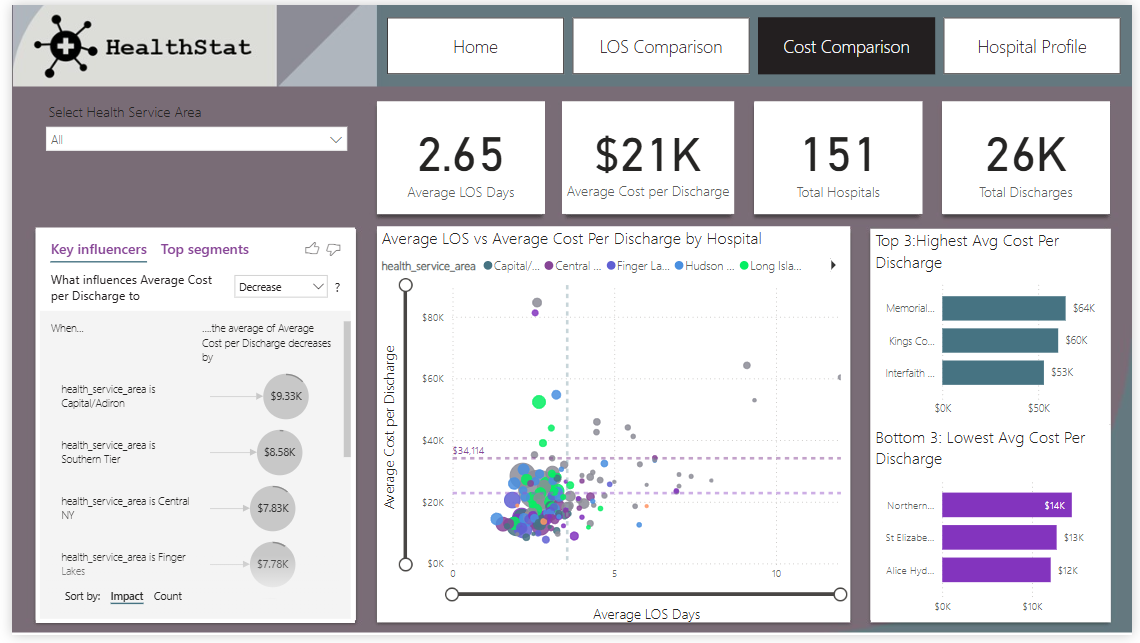 HealthStat
Home
LOS Comparison
Cost Comparison
Hospital Profile
Select Health Service Area
All
2.65
Average LOS Days
$21K
Average Cost per Discharge
151
Total Hospitals
26K
Total Discharges
Key influencers
Top segments
What influences Average Cost
per Discharge to
Decrease
?
When...
....the average of Average
Cost per Discharge decreases
by
health_service_area is
Capital/Adiron
$9.33K
health_service_area is
Southern Tier
$8.58K
health_service_area is Central
NY
$7.83K
health_service_area is Finger
Lakes
$7.78K
Sort by:
Impact
Count
Average LOS vs Average Cost Per Discharge by Hospital
health_service_area
Capital/...
Central ...
Finger La...
Hudson ...
Long Isla...
Average Cost per Discharge
$80K
$60K
$40K
$34,114
$20K
$0K
0
5
10
Average LOS Days
Top 3:Highest Avg Cost Per
Discharge
Memorial...
$64K
Kings Co...
$60K
Interfaith ...
$53K
$0K
$50K
Bottom 3: Lowest Avg Cost Per
Discharge
Northern...
$14K
St Elizabe...
$13K
Alice Hyd...
$12K
$0K
$10K